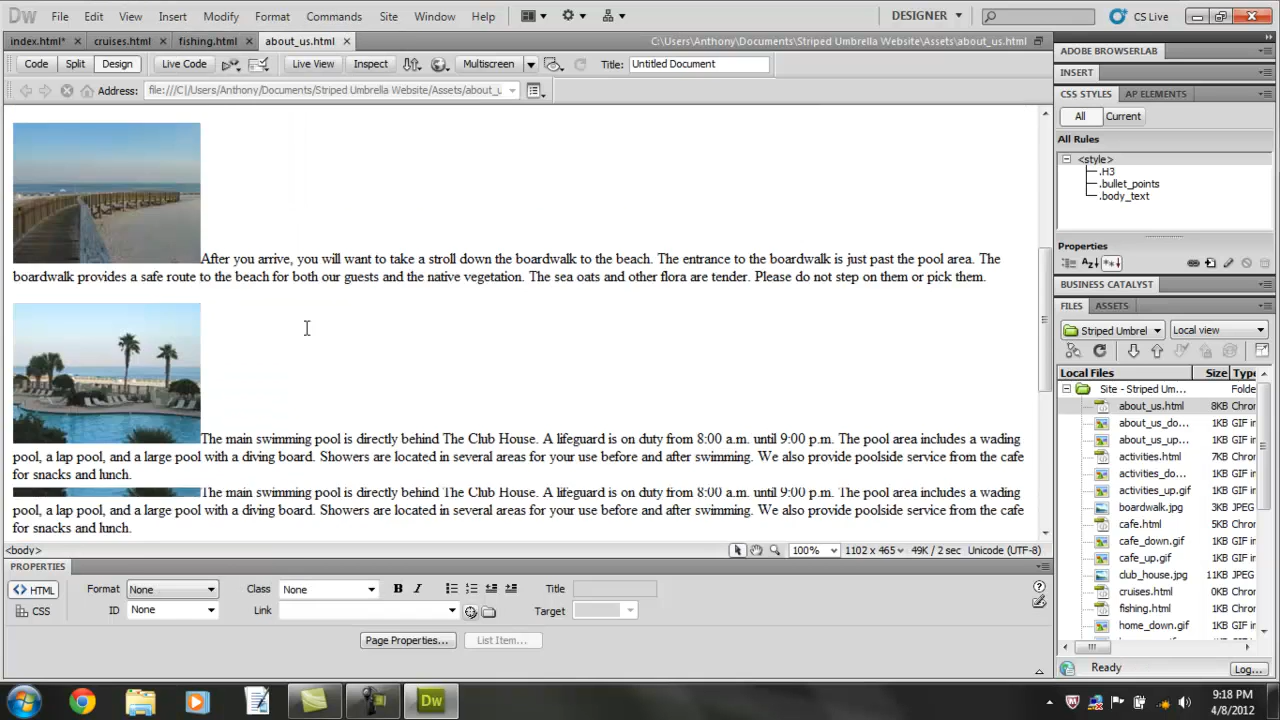 Dw File Edit View Insert Modify Format Commands Site Window Help DESIGNER CS Live
index.html* cruises.html fishing.html about_us.html C:\Users\Anthony\Documents\Striped Umbrella Website\Assets\about_us.html
Code Split Design Live Code Live View Inspect Multiscreen Title: Untitled Document
Address: file:///C|/Users/Anthony/Documents/Striped Umbrella Website/Assets/about_u
After you arrive, you will want to take a stroll down the boardwalk to the beach. The entrance to the boardwalk is just past the pool area. The
boardwalk provides a safe route to the beach for both our guests and the native vegetation. The sea oats and other flora are tender. Please do not step on them or pick them.
The main swimming pool is directly behind The Club House. A lifeguard is on duty from 8:00 a.m. until 9:00 p.m. The pool area includes a wading
pool, a lap pool, and a large pool with a diving board. Showers are located in several areas for your use before and after swimming. We also provide poolside service from the cafe
for snacks and lunch.
The main swimming pool is directly behind The Club House. A lifeguard is on duty from 8:00 a.m. until 9:00 p.m. The pool area includes a wading
pool, a lap pool, and a large pool with a diving board. Showers are located in several areas for your use before and after swimming. We also provide poolside service from the cafe
for snacks and lunch.
<body> 100% 1102 x 465 49K / 2 sec Unicode (UTF-8)
PROPERTIES
HTML Format None Class None B I Title
CSS ID None Link Target
Page Properties... List Item...
ADOBE BROWSERLAB
INSERT
CSS STYLES AP ELEMENTS
All Current
All Rules
<style>
.H3
.bullet_points
.body_text
Properties
BUSINESS CATALYST
FILES ASSETS
Striped Umbrel Local view
Local Files Size Type
Site - Striped Um... Folde
about_us.html 8KB Chror
about_us_do... 1KB GIF in
about_us_up... 1KB GIF in
activities.html 7KB Chror
activities_do... 1KB GIF in
activities_up.gif 1KB GIF in
boardwalk.jpg 3KB JPEG
cafe.html 5KB Chror
cafe_down.gif 1KB GIF in
cafe_up.gif 1KB GIF in
club_house.jpg 11KB JPEG
cruises.html 0KB Chror
fishing.html 1KB Chror
home_down.gif 1KB GIF in
Ready Log...
Dw
9:18 PM
4/8/2012